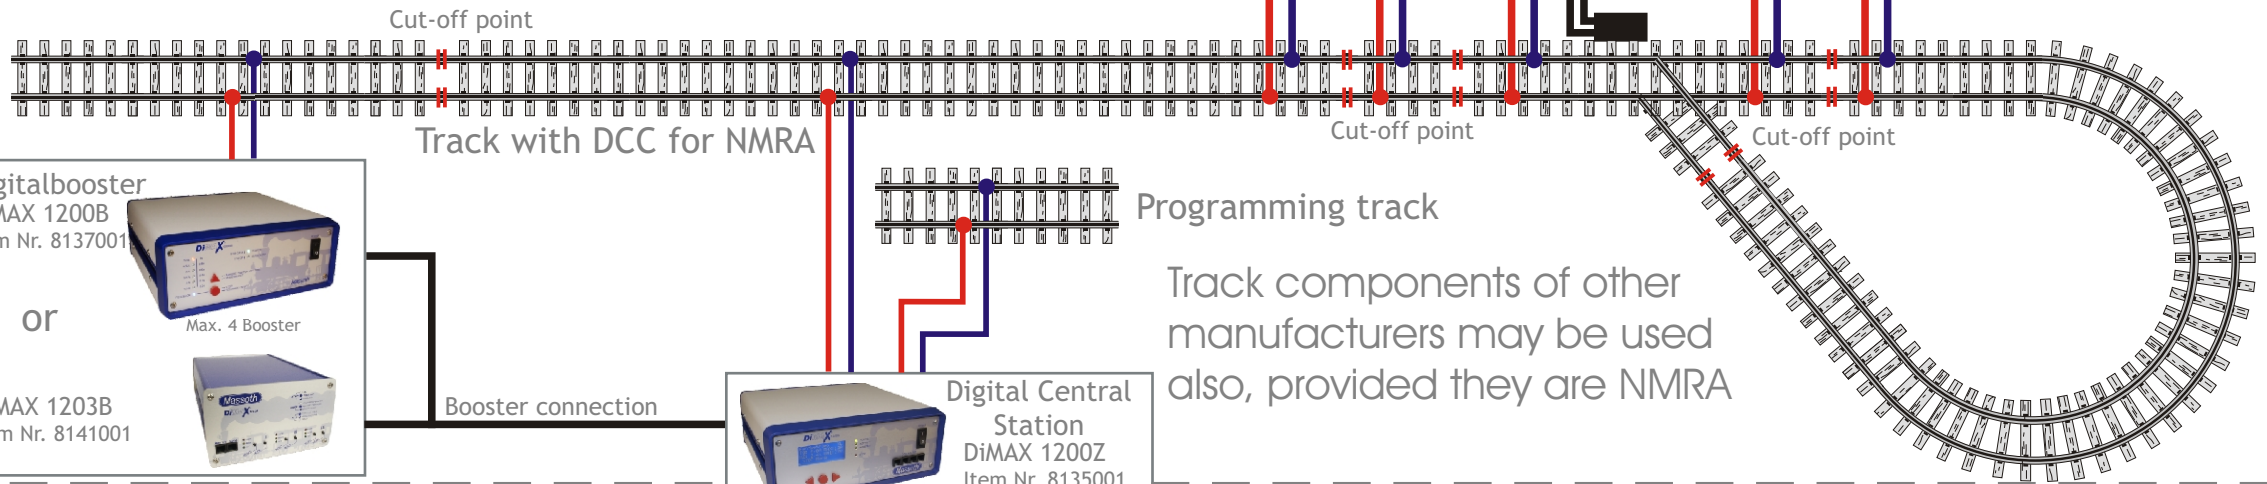 Cut-off point
Track with DCC for NMRA
Cut-off point
Cut-off point
gitalbooster
MAX 1200B
m Nr. 8137001
Max. 4 Booster
or
MAX 1203B
m Nr. 8141001
Massoth
Booster connection
Programming track
Track components of other
manufacturers may be used
also, provided they are NMRA
Digital Central
Station
DiMAX 1200Z
Item Nr. 8135001
Massoth